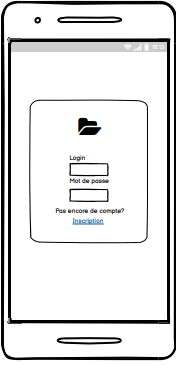 Login
Mot de passe
Pas encore de compte?
Inscription